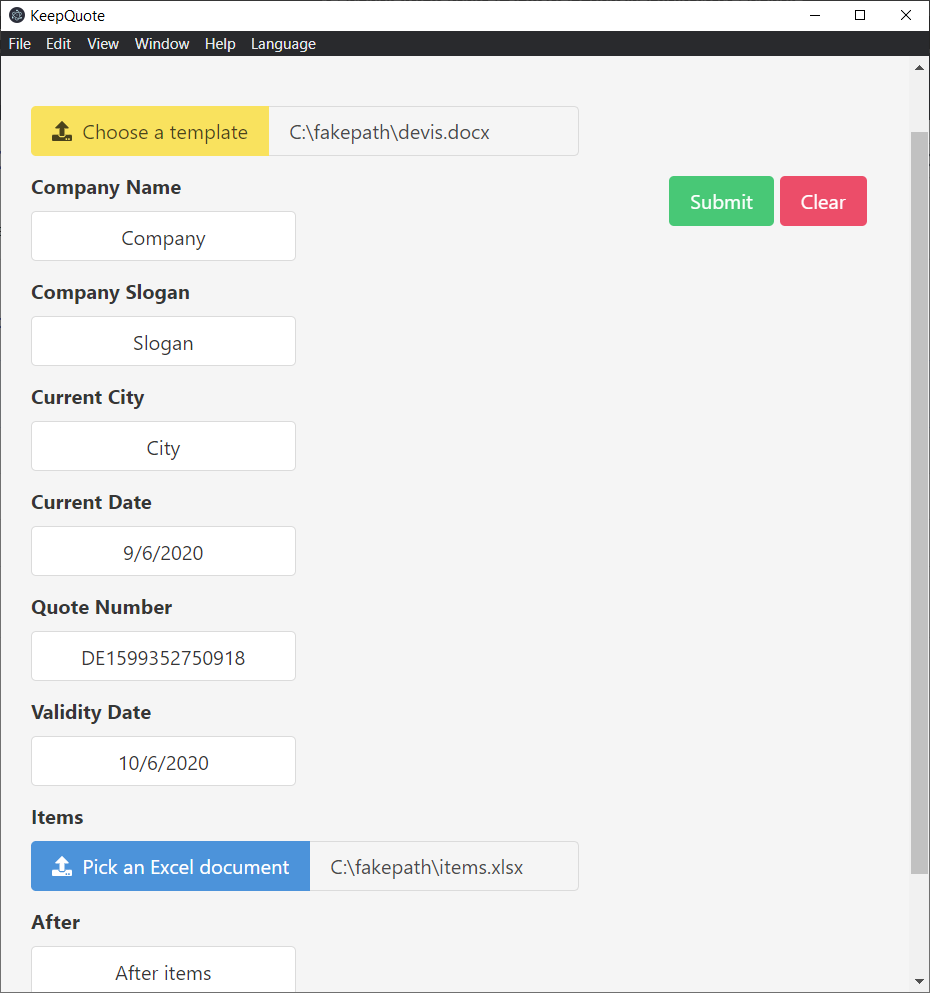 KeepQuote
File Edit View Window Help Language
Choose a template C:\fakepath\devis.docx
Company Name
Submit Clear
Company
Company Slogan
Slogan
Current City
City
Current Date
9/6/2020
Quote Number
DE1599352750918
Validity Date
10/6/2020
Items
Pick an Excel document C:\fakepath\items.xlsx
After
After items